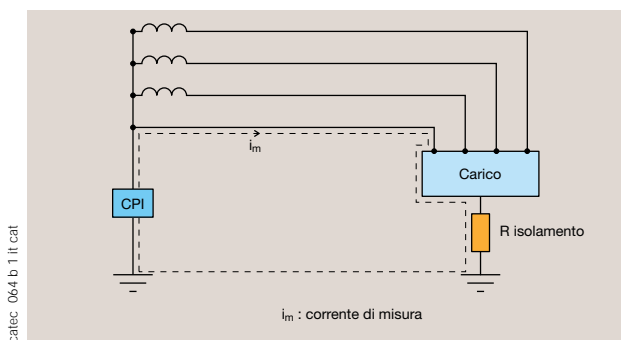 i_m
Carico
CPI
R isolamento
i_m : corrente di misura
catec 064 b 1 it cat